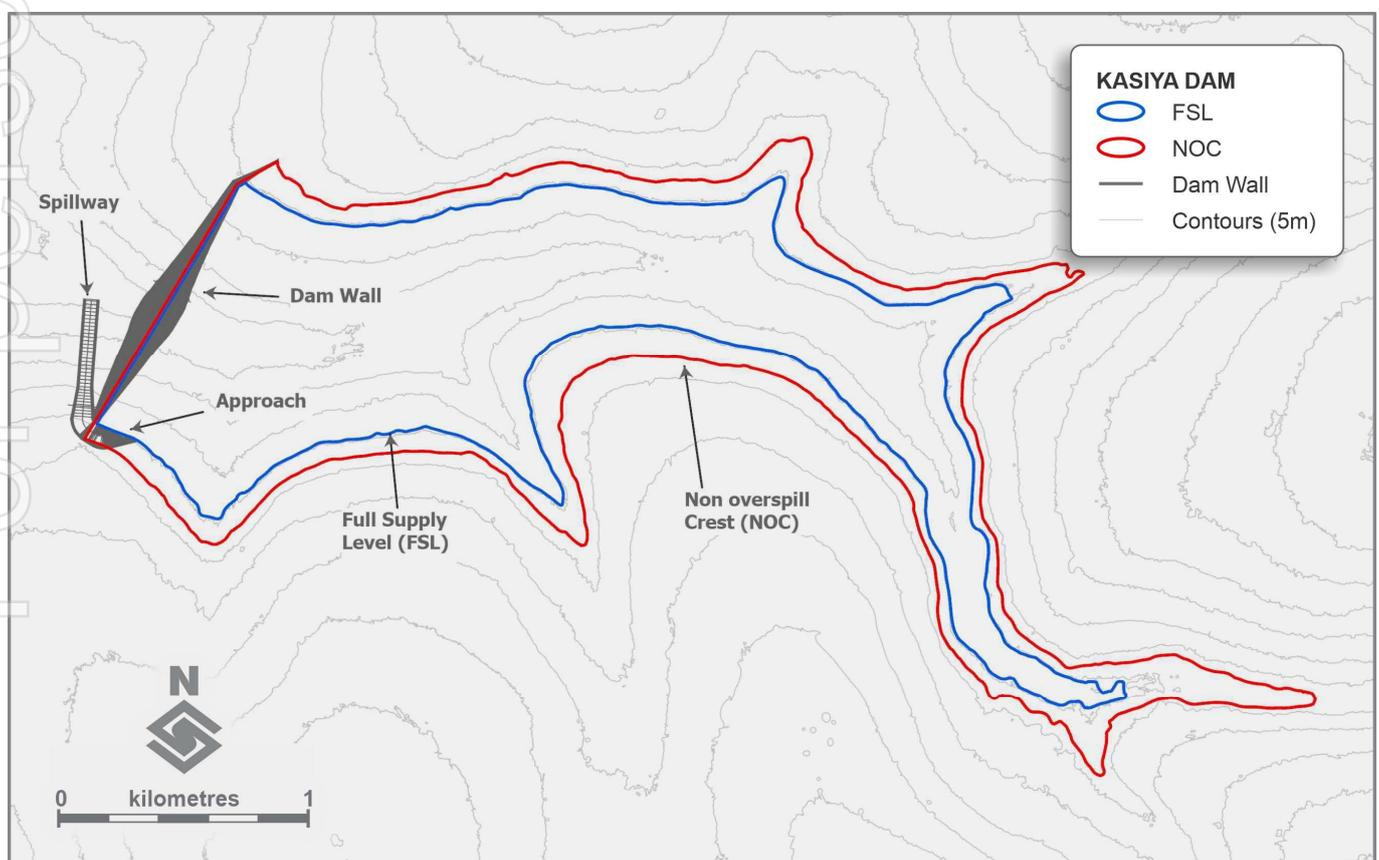 KASIYA DAM
FSL
NOC
Dam Wall
Contours (5m)
Spillway
Dam Wall
Approach
Full Supply
Level (FSL)
Non overspill
Crest (NOC)
N
0 kilometres 1